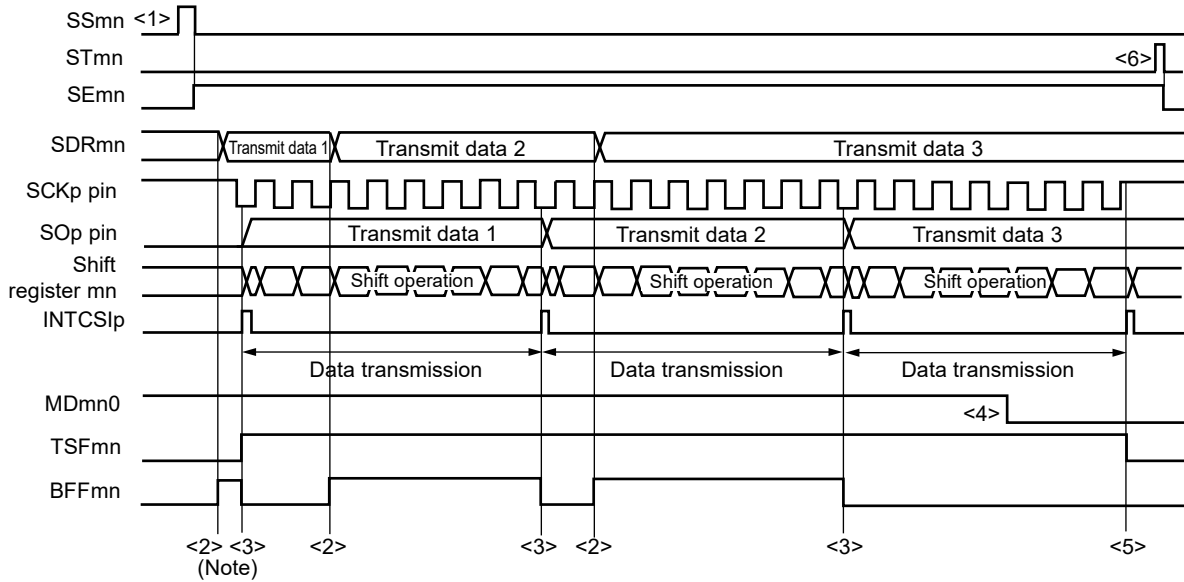 SSmn <1>
STmn <6>
SEmn
SDRmn Transmit data 1 Transmit data 2 Transmit data 3
SCKp pin
SOp pin Transmit data 1 Transmit data 2 Transmit data 3
Shift
register mn Shift operation Shift operation Shift operation
INTCSIp
Data transmission Data transmission Data transmission
MDmn0 <4>
TSFmn
BFFmn
<2> <3> <2> <3> <2> <3> <5>
(Note)